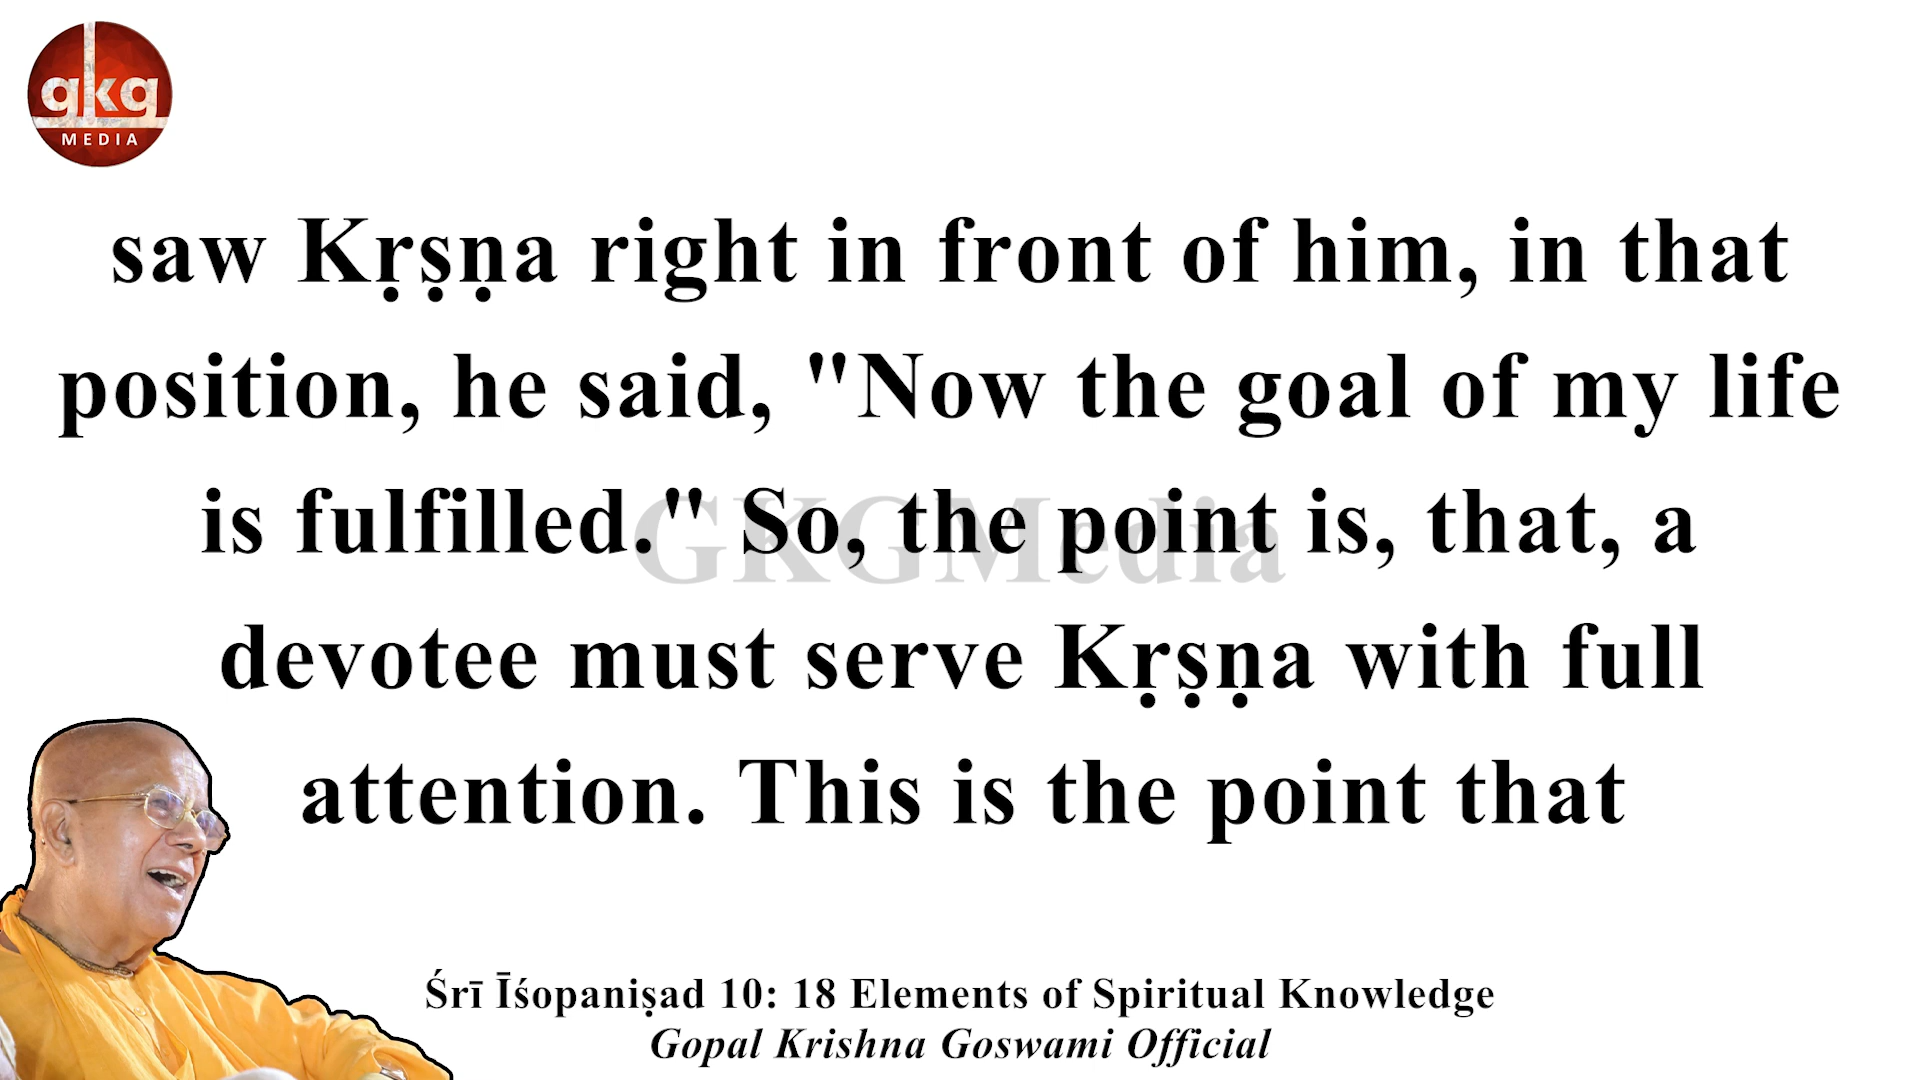 gkg
MEDIA
saw Kṛṣṇa right in front of him, in that
position, he said, "Now the goal of my life
is fulfilled." So, the point is, that, a
GKGMedia
devotee must serve Kṛṣṇa with full
attention. This is the point that
Śrī Īśopaniṣad 10: 18 Elements of Spiritual Knowledge
Gopal Krishna Goswami Official